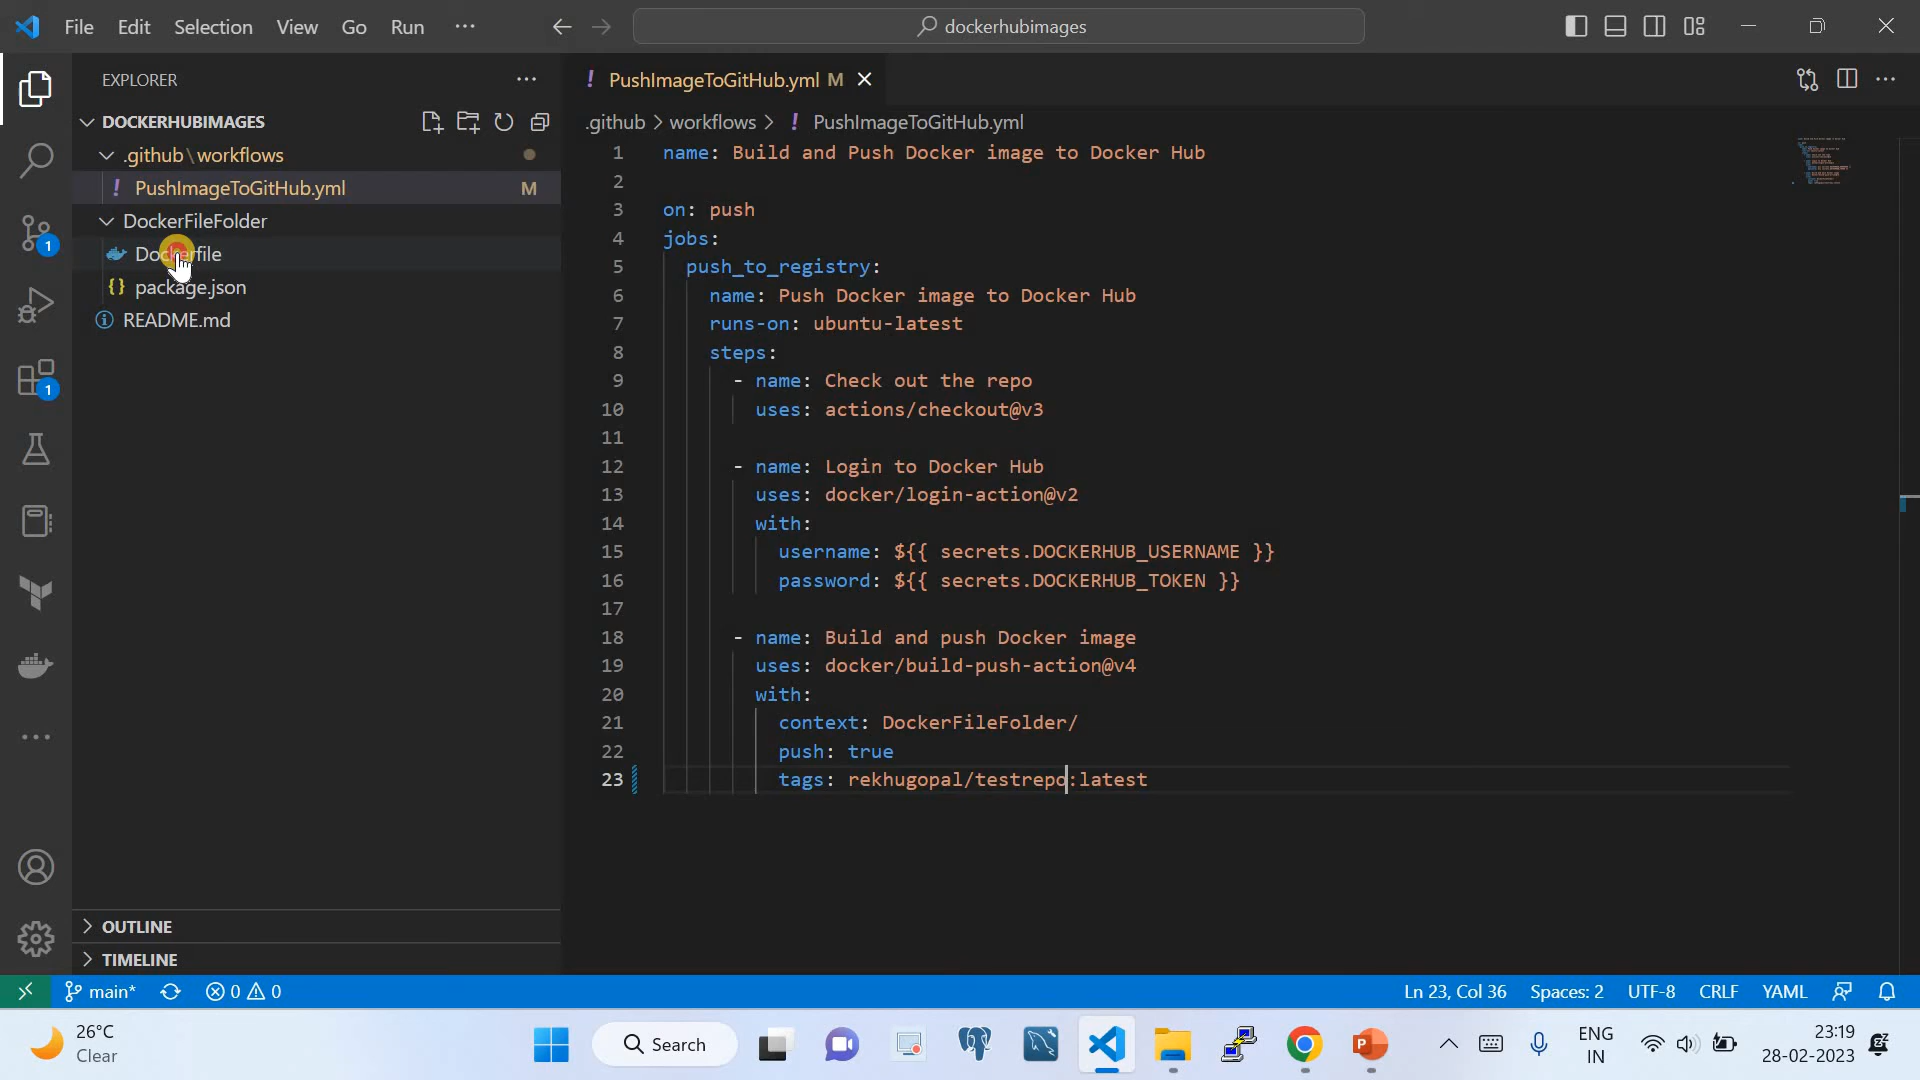 File Edit Selection View Go Run ···
dockerhubimages
EXPLORER
DOCKERHUBIMAGES
.github\workflows
! PushImageToGitHub.yml M
DockerFileFolder
Dockerfile
{} package.json
README.md
OUTLINE
TIMELINE
1
1
! PushImageToGitHub.yml M
.github > workflows > ! PushImageToGitHub.yml
1 name: Build and Push Docker image to Docker Hub
2
3 on: push
4 jobs:
5 push_to_registry:
6 name: Push Docker image to Docker Hub
7 runs-on: ubuntu-latest
8 steps:
9 - name: Check out the repo
10 uses: actions/checkout@v3
11
12 - name: Login to Docker Hub
13 uses: docker/login-action@v2
14 with:
15 username: ${{ secrets.DOCKERHUB_USERNAME }}
16 password: ${{ secrets.DOCKERHUB_TOKEN }}
17
18 - name: Build and push Docker image
19 uses: docker/build-push-action@v4
20 with:
21 context: DockerFileFolder/
22 push: true
23 tags: rekhugopal/testrepo:latest
main* 0 0 Ln 23, Col 36 Spaces: 2 UTF-8 CRLF YAML
26°C
Clear
Search
ENG
IN
23:19
28-02-2023